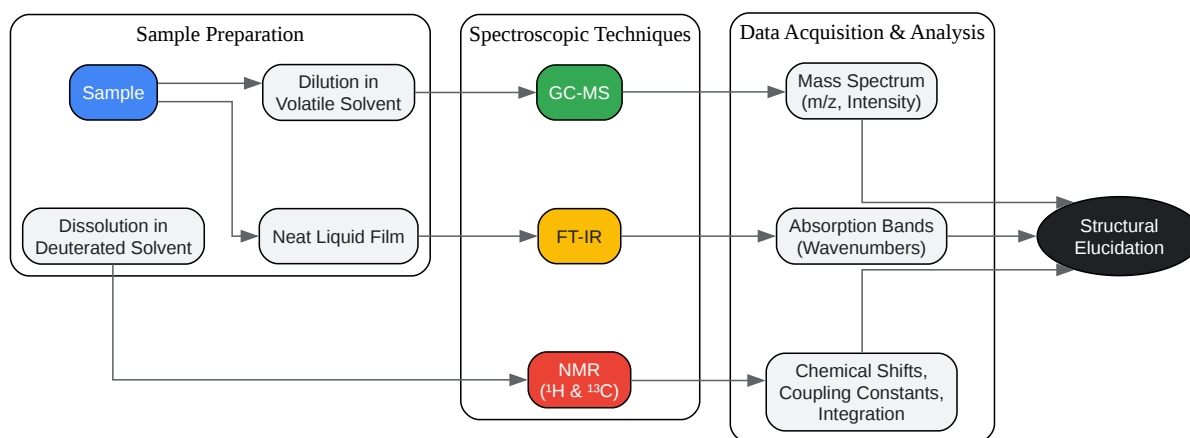 Sample Preparation
Sample
Dilution in
Volatile Solvent
Dissolution in
Deuterated Solvent
Neat Liquid Film
Spectroscopic Techniques
GC-MS
FT-IR
NMR
(¹H & ¹³C)
Data Acquisition & Analysis
Mass Spectrum
(m/z, Intensity)
Absorption Bands
(Wavenumbers)
Chemical Shifts,
Coupling Constants,
Integration
Structural
Elucidation